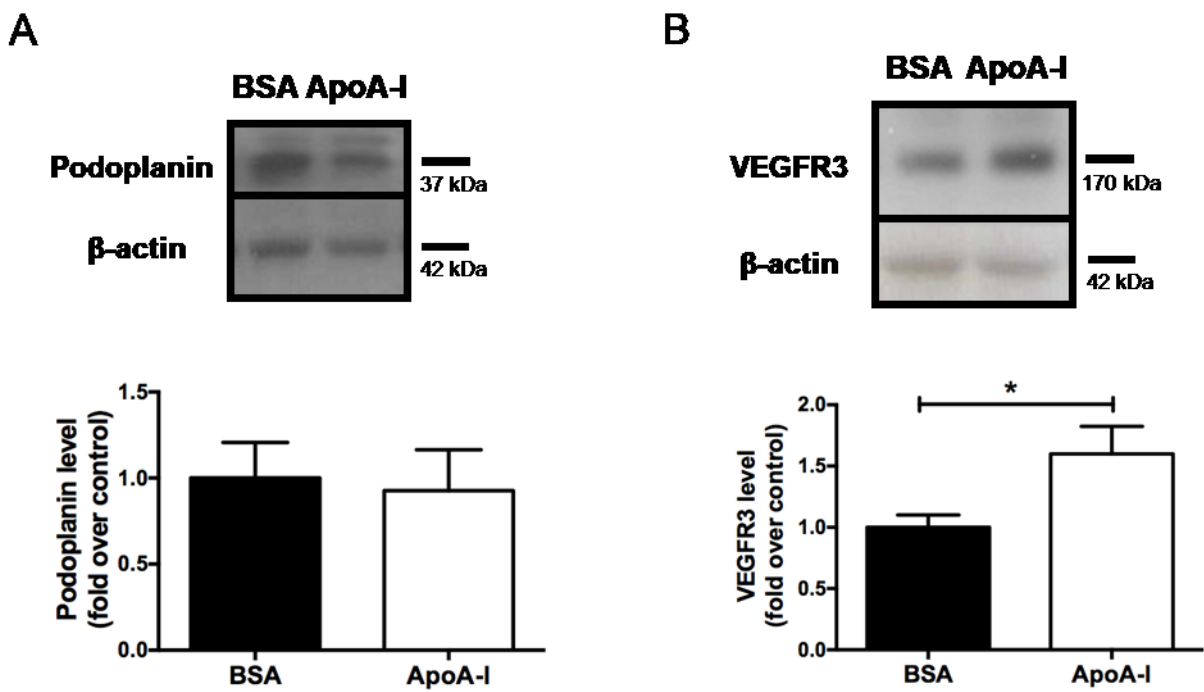 A
BSA ApoA-I
Podoplanin
37 kDa
β-actin
42 kDa
Podoplanin level
(fold over control)
1.5
1.0
0.5
0.0
BSA
ApoA-I
B
BSA ApoA-I
VEGFR3
170 kDa
β-actin
42 kDa
VEGFR3 level
(fold over control)
2.0
1.5
1.0
0.5
0.0
*
BSA
ApoA-I